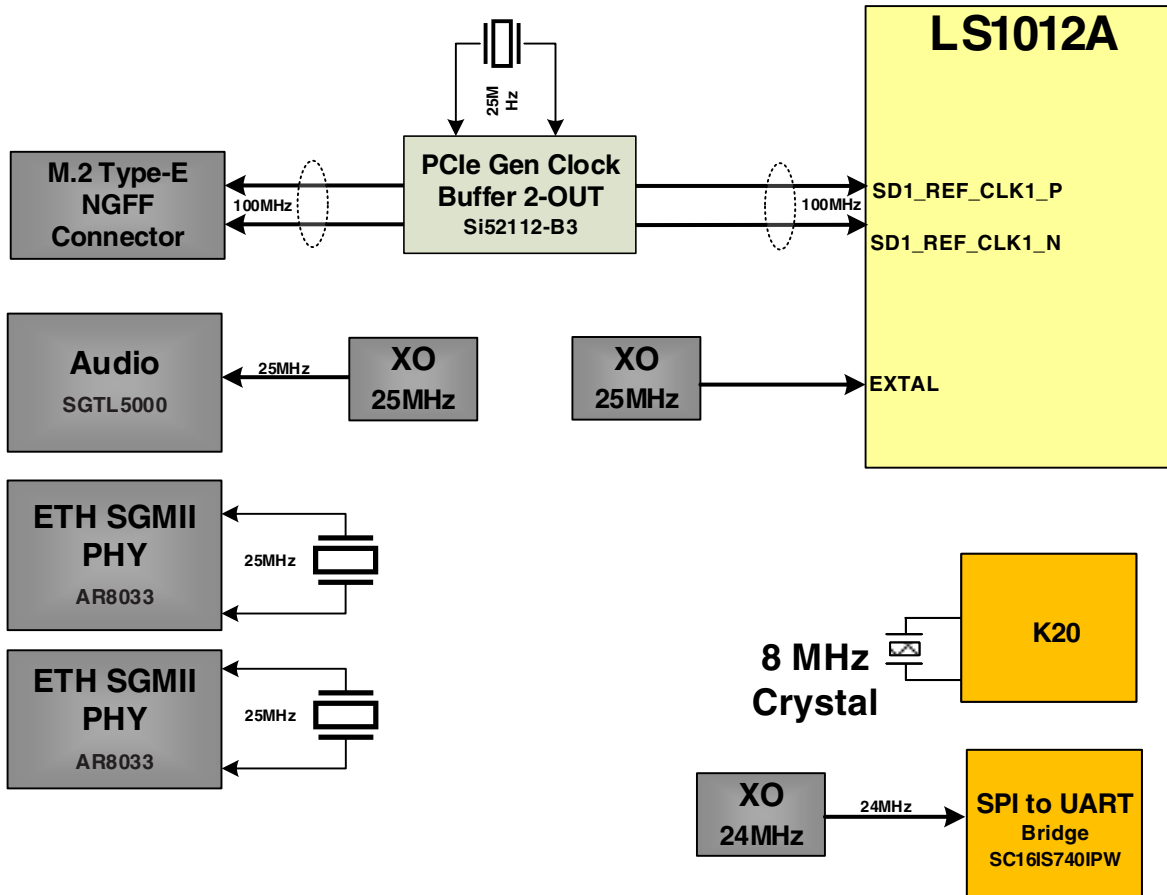 LS1012A
25M
Hz
M.2 Type-E
NGFF
Connector
100MHz
PCIe Gen Clock
Buffer 2-OUT
Si52112-B3
100MHz
SD1_REF_CLK1_P
SD1_REF_CLK1_N
Audio
SGTL5000
25MHz
XO
25MHz
XO
25MHz
EXTAL
ETH SGMII
PHY
AR8033
25MHz
ETH SGMII
PHY
AR8033
25MHz
8 MHz
Crystal
K20
XO
24MHz
24MHz
SPI to UART
Bridge
SC16IS740IPW